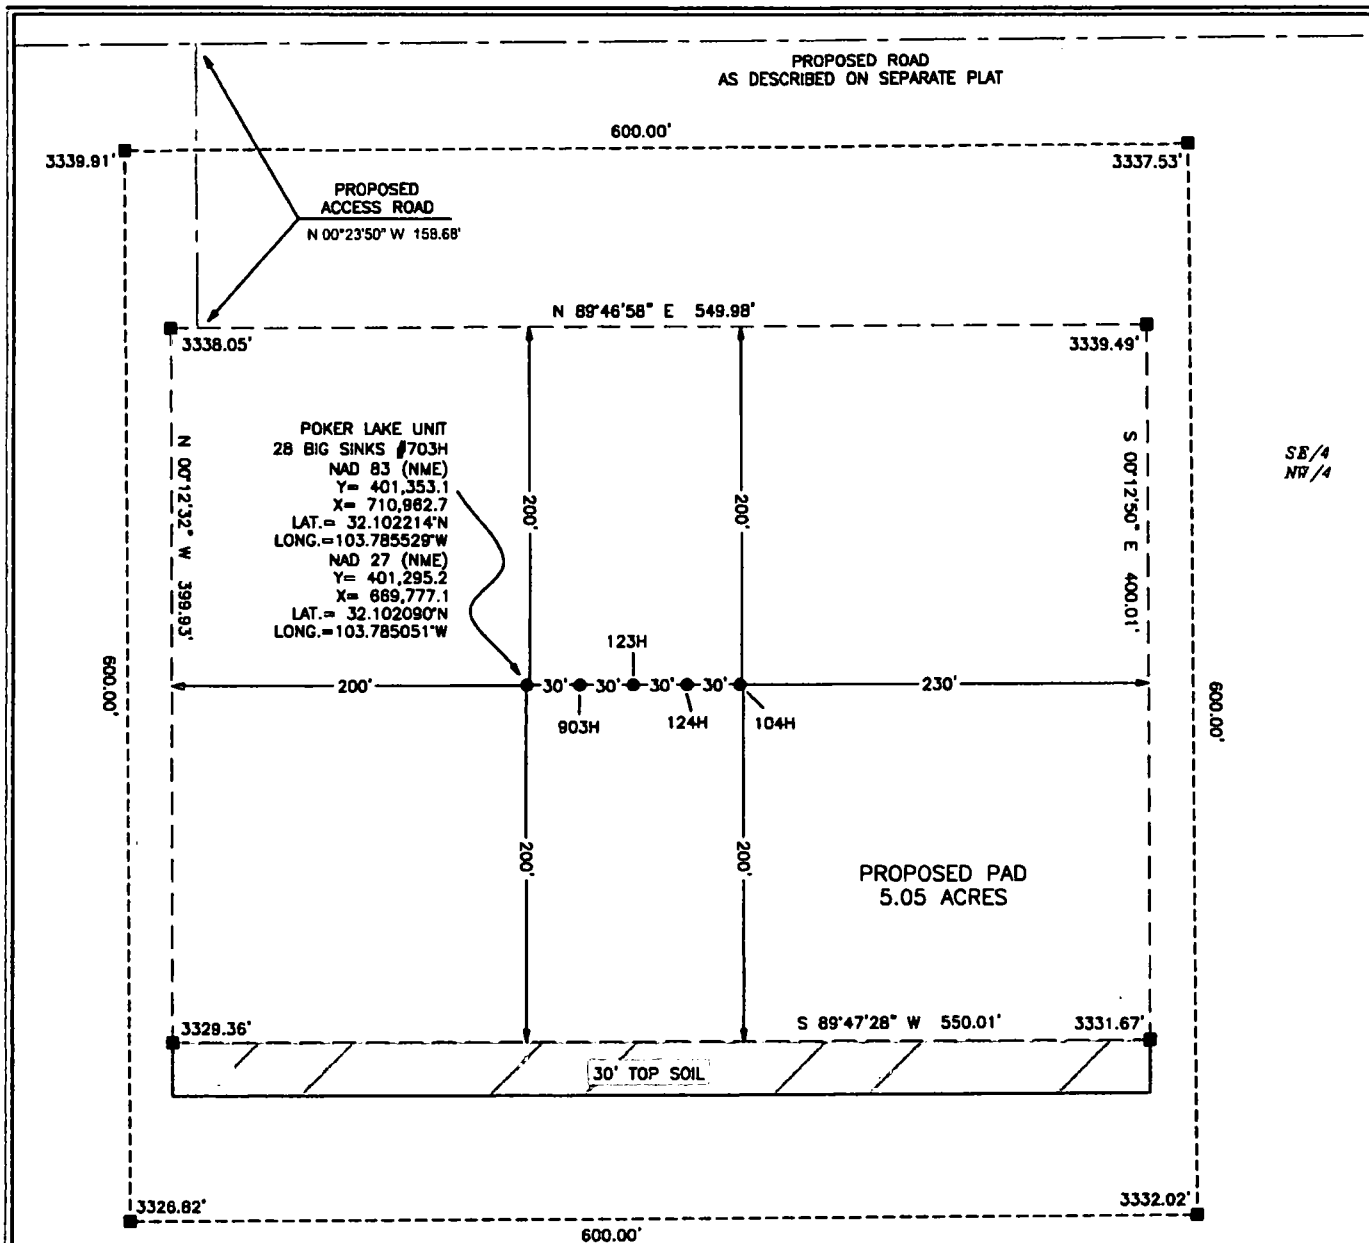 PROPOSED ROAD
AS DESCRIBED ON SEPARATE PLAT
600.00'
3339.91'
3337.53'
PROPOSED
ACCESS ROAD
N 00°23'50" W 158.68'
N 89°46'58" E 549.98'
3338.05'
3339.49'
POKER LAKE UNIT
28 BIG SINKS #703H
NAD 83 (NME)
Y= 401,353.1
X= 710,962.7
LAT.= 32.102214°N
LONG.=103.785529°W
NAD 27 (NME)
Y= 401,295.2
X= 669,777.1
LAT.= 32.102090°N
LONG.=103.785051°W
N 00°12'32" W 399.93'
200'
200'
S 00°12'50" E 400.01'
SE/4
NW/4
600.00'
200'
30'
30'
30'
30'
230'
600.00'
123H
903H
124H
104H
200'
200'
PROPOSED PAD
5.05 ACRES
3329.36'
S 89°47'28" W 550.01'
3331.67'
30' TOP SOIL
3326.82'
3332.02'
600.00'